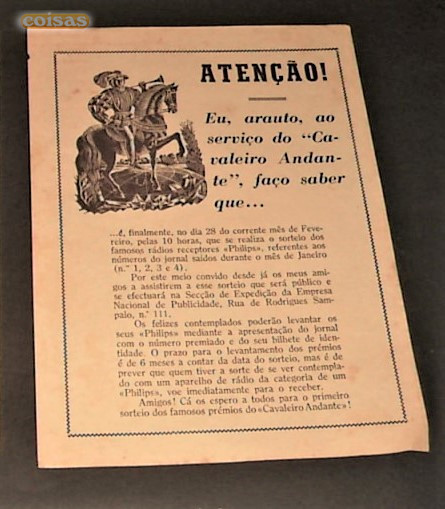 coisas
ATENÇÃO!
Eu, arauto, ao
serviço do "Ca-
valeiro Andan-
te", faço saber
que...
...é, finalmente, no dia 28 do corrente mês de Feve-
reiro, pelas 10 horas, que se realiza o sorteio dos
famosos rádios receptores «Philips», referentes aos
números do jornal saídos durante o mês de Janeiro
(n.os 1, 2, 3 e 4).
Por este meio convido desde já os meus ami-
gos a assistirem a esse sorteio que será público e
se efectuará na Secção de Expedição da Empresa
Nacional de Publicidade, Rua de Rodrigues Sam-
paio, n.º 111.
Os felizes contemplados poderão levantar os
seus «Philips» mediante a apresentação do jornal
com o número premiado e do seu bilhete de iden-
tidade. O prazo para o levantamento dos prémios
é de 6 meses a contar da data do sorteio, mas é de
prever que quem tiver a sorte de se ver contempla-
do com um aparelho de rádio da categoria de um
«Philips», voe imediatamente para o receber.
Amigos! Cá os espero a todos para o primeiro
sorteio dos famosos prémios do «Cavaleiro Andante»!